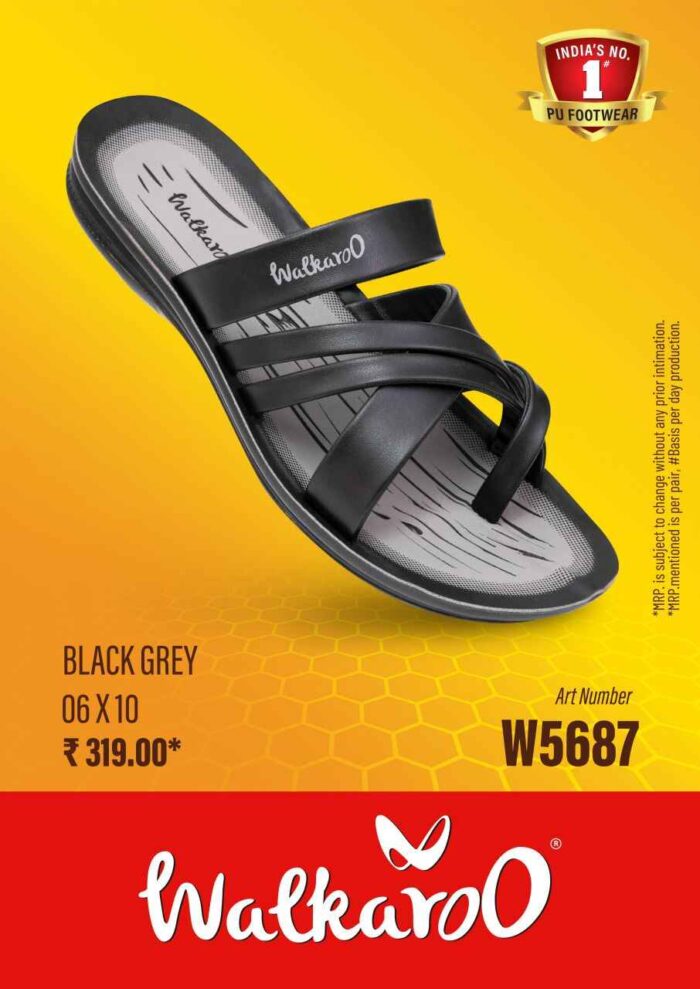 INDIA'S NO.
1#
PU FOOTWEAR
Walkaroo
Walkaroo
*MRP. is subject to change without any prior intimation.
*MRP.mentioned is per pair, #Basis per day production.
BLACK GREY
06 X 10
₹ 319.00*
Art Number
W5687
Walkaroo®